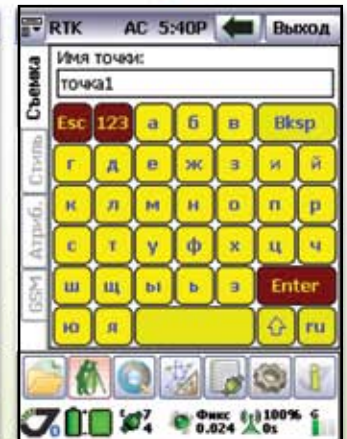 RTK AC 5:40P Выход
Съемка
Стиль
Атриб.
GSM
Имя точки:
точка1
Esc 123 а б в Bksp
г д е ж з и й
к л м н о п р
с т у ф х ц ч
ш щ ы ь э Enter
ю я ru
7 4 Фикс 0.024 100% 0s 6